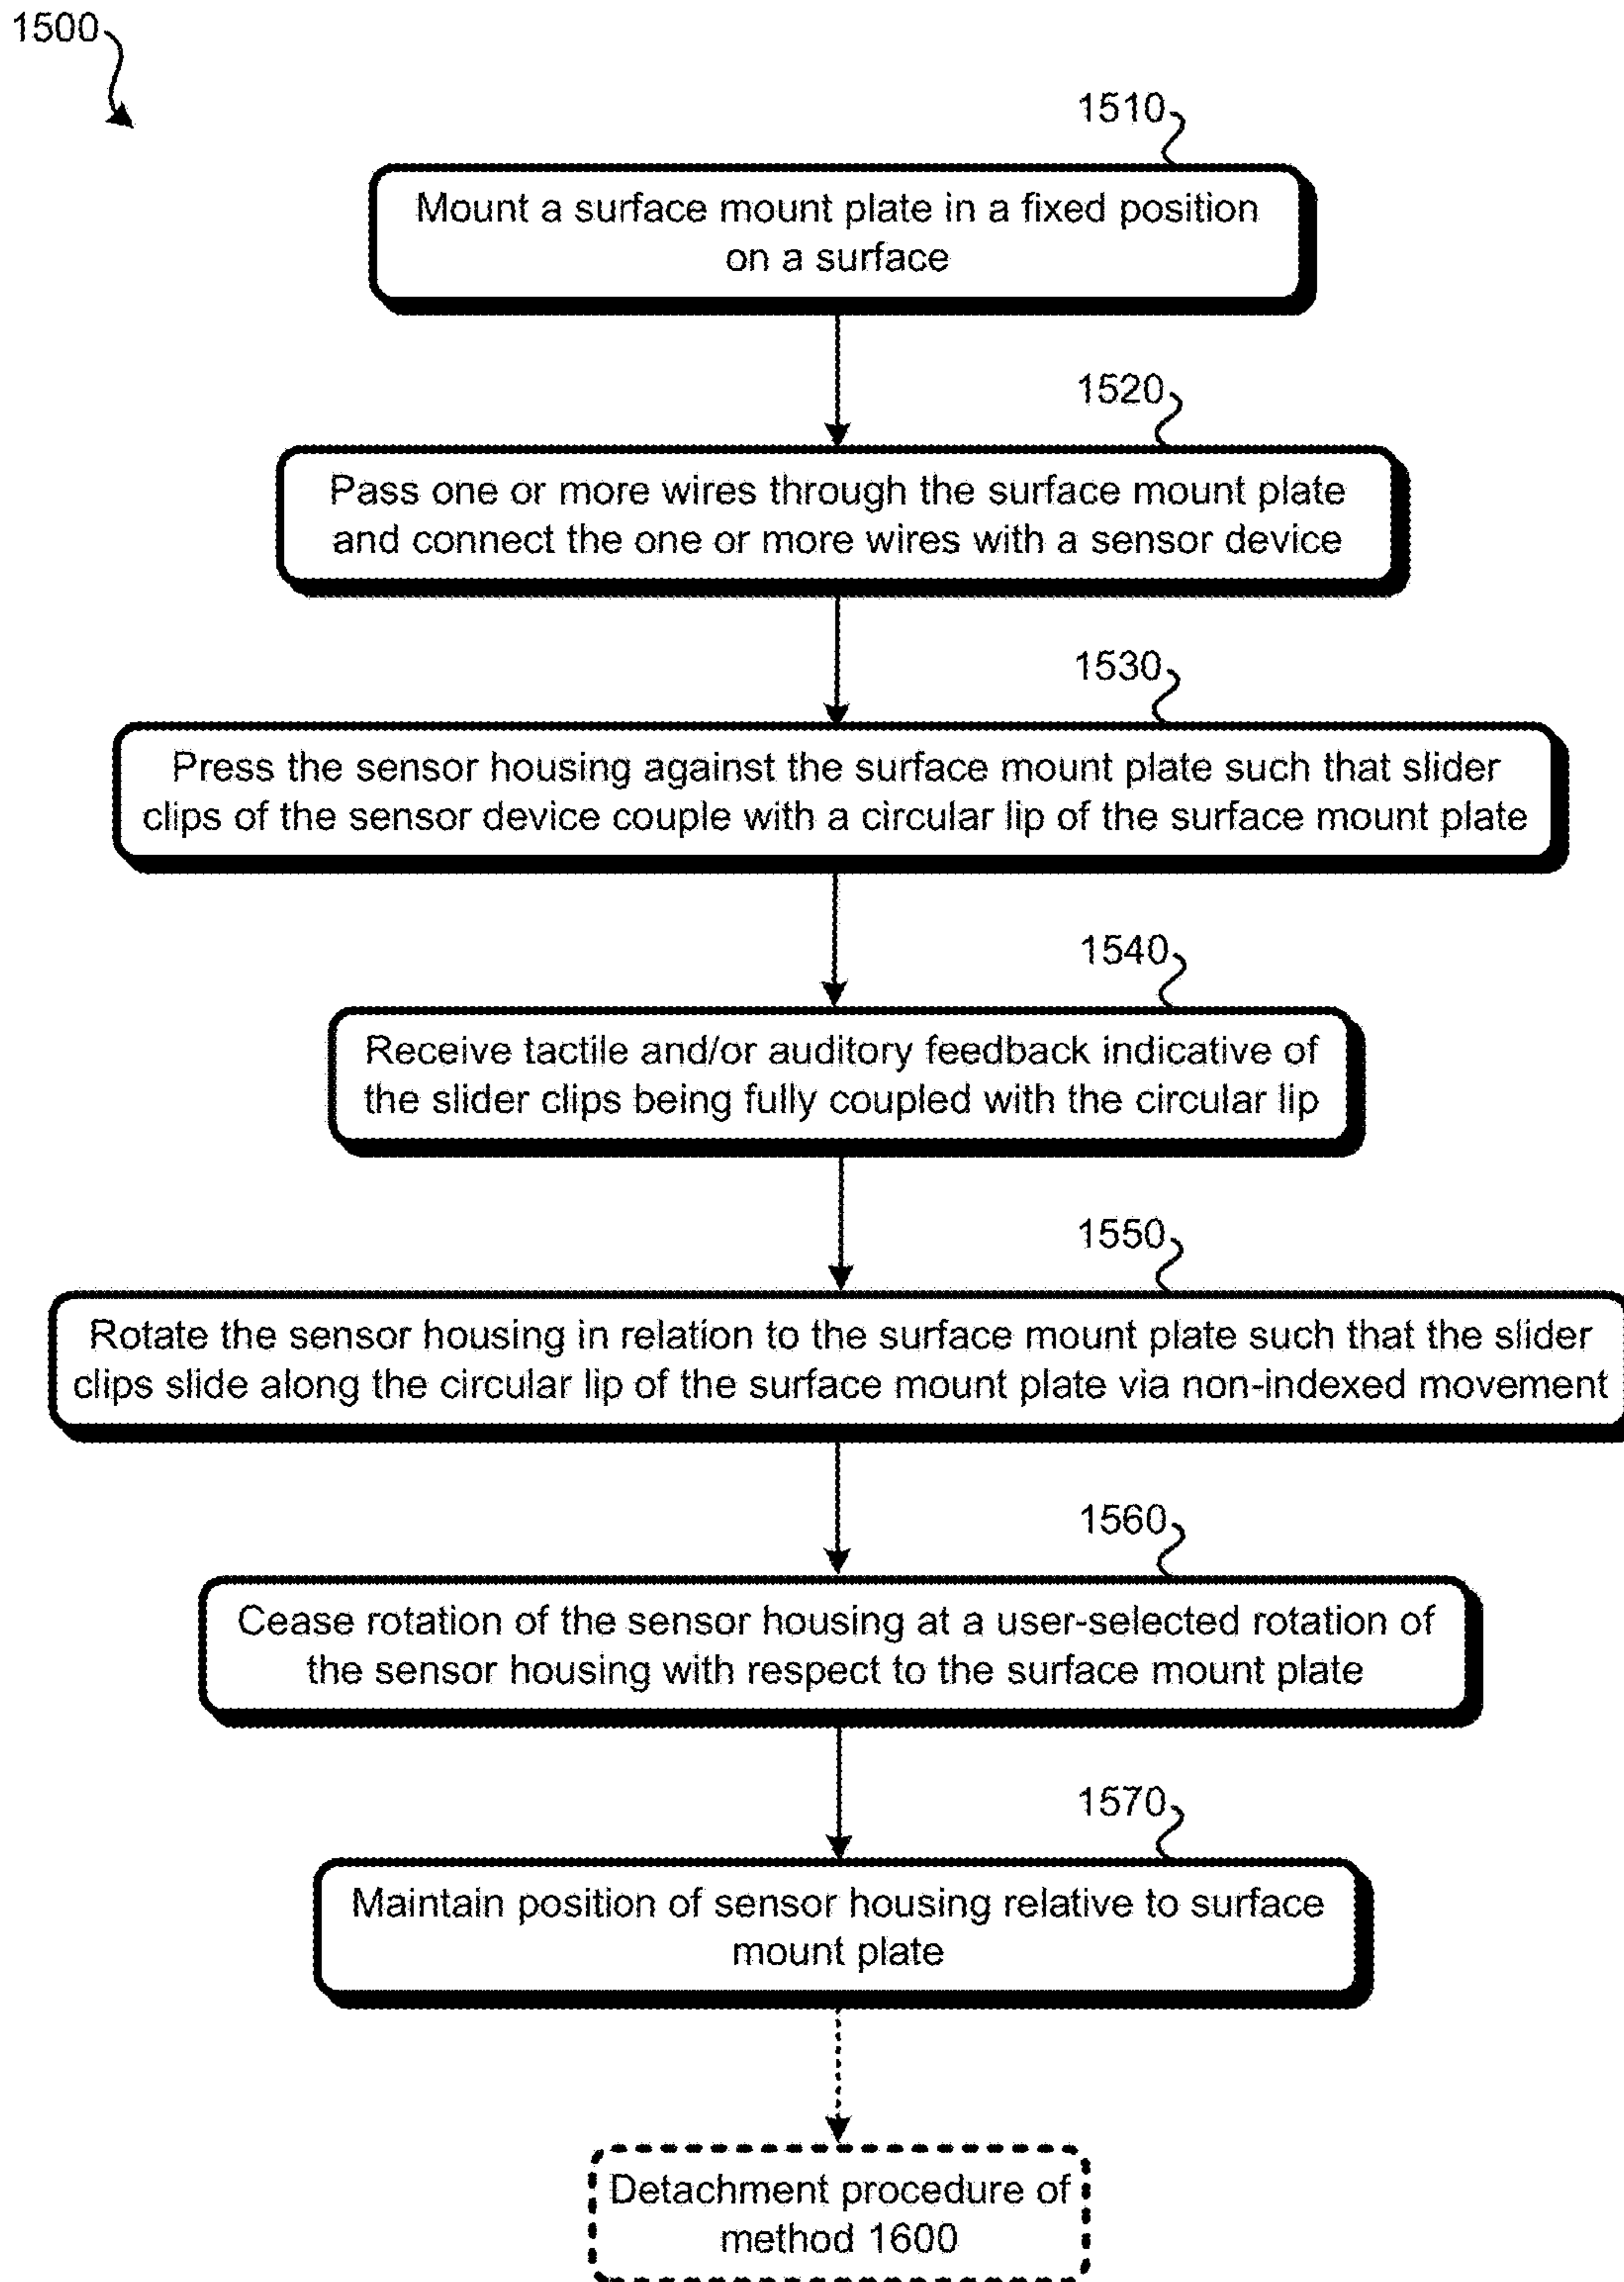 1500
1510
Mount a surface mount plate in a fixed position
on a surface
1520
Pass one or more wires through the surface mount plate
and connect the one or more wires with a sensor device
1530
Press the sensor housing against the surface mount plate such that slider
clips of the sensor device couple with a circular lip of the surface mount plate
1540
Receive tactile and/or auditory feedback indicative of
the slider clips being fully coupled with the circular lip
1550
Rotate the sensor housing in relation to the surface mount plate such that the slider
clips slide along the circular lip of the surface mount plate via non-indexed movement
1560
Cease rotation of the sensor housing at a user-selected rotation of
the sensor housing with respect to the surface mount plate
1570
Maintain position of sensor housing relative to surface
mount plate
Detachment procedure of
method 1600